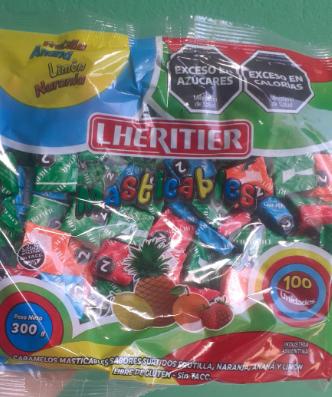 Frutilla
Ananá
Limón
Naranja
EXCESO EN
AZÚCARES
Ministerio
de Salud
EXCESO EN
CALORÍAS
Ministerio
de Salud
LHERITIER
Masticables
Peso Neto
300 g
100
Unidades
INDUSTRIA
ARGENTINA
CARAMELOS MASTICABLES SABORES SURTIDOS FRUTILLA, NARANJA, ANANÁ Y LIMÓN
LIBRE DE GLUTEN - Sin TACC